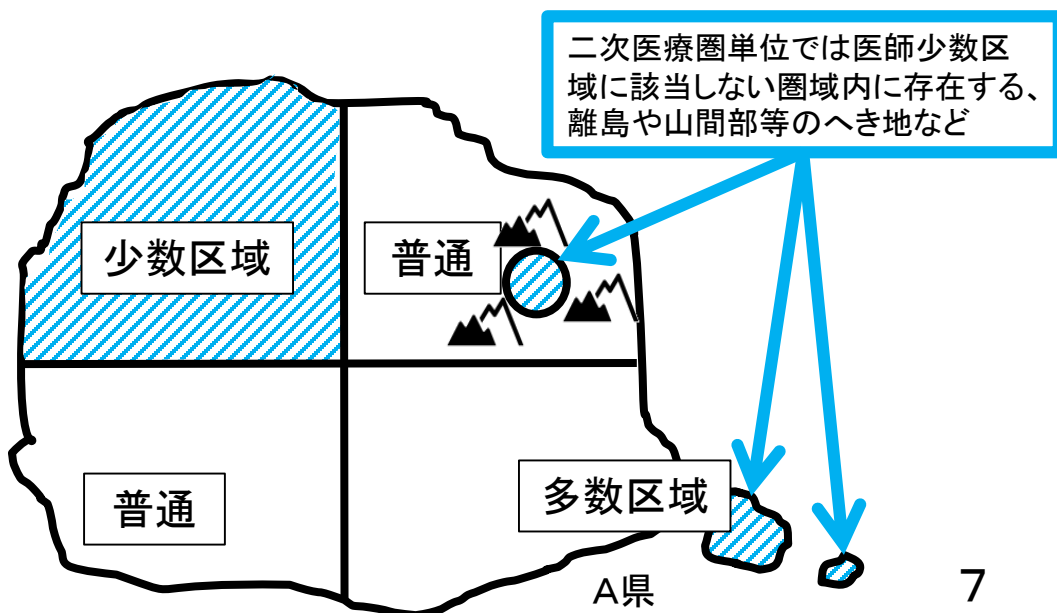 二次医療圏単位では医師少数区
域に該当しない圏域内に存在する、
離島や山間部等のへき地など
少数区域
普通
普通
多数区域
A県
7